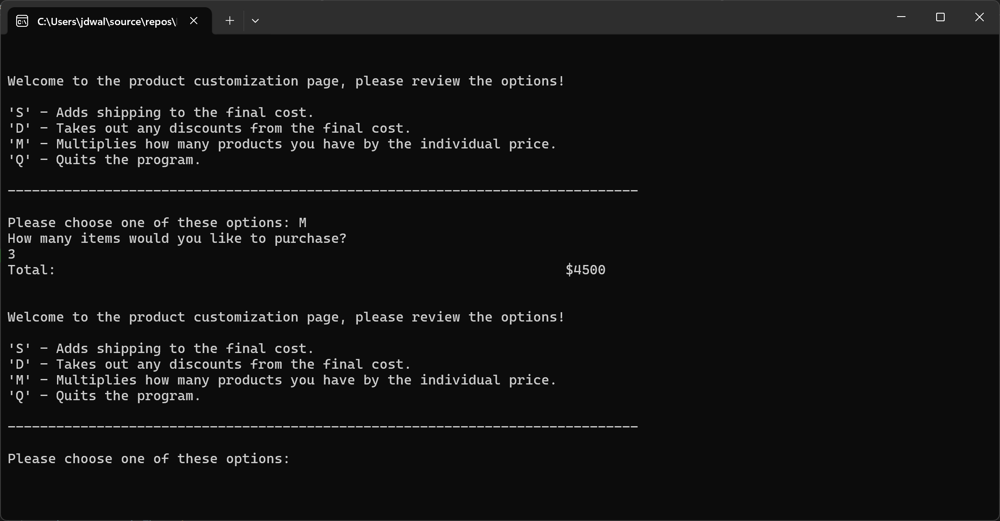 C:\Users\jdwal\source\repos\
Welcome to the product customization page, please review the options!
'S' - Adds shipping to the final cost.
'D' - Takes out any discounts from the final cost.
'M' - Multiplies how many products you have by the individual price.
'Q' - Quits the program.
------------------------------------------------------------------------------
Please choose one of these options: M
How many items would you like to purchase?
3
Total: $4500
Welcome to the product customization page, please review the options!
'S' - Adds shipping to the final cost.
'D' - Takes out any discounts from the final cost.
'M' - Multiplies how many products you have by the individual price.
'Q' - Quits the program.
------------------------------------------------------------------------------
Please choose one of these options: